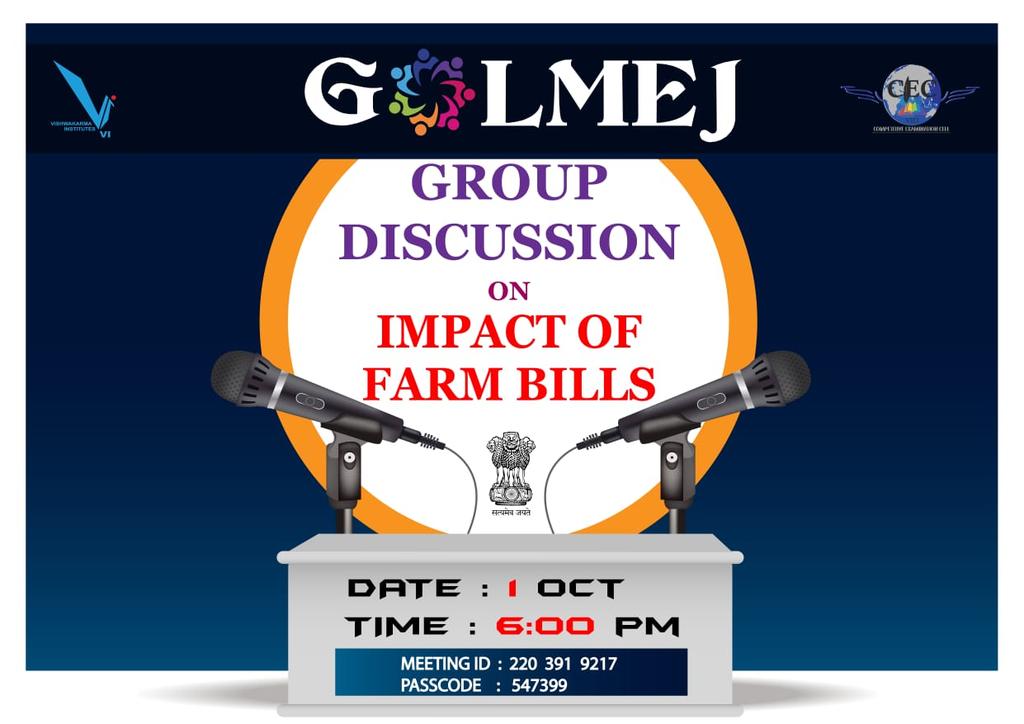 GOLMEJ
VISHWAKARMA
INSTITUTES
VI
CEC
COMPETITIVE EXAMINATION CELL
GROUP
DISCUSSION
ON
IMPACT OF
FARM BILLS
सत्यमेव जयते
DATE : 1 OCT
TIME : 6:00 PM
MEETING ID : 220 391 9217
PASSCODE : 547399